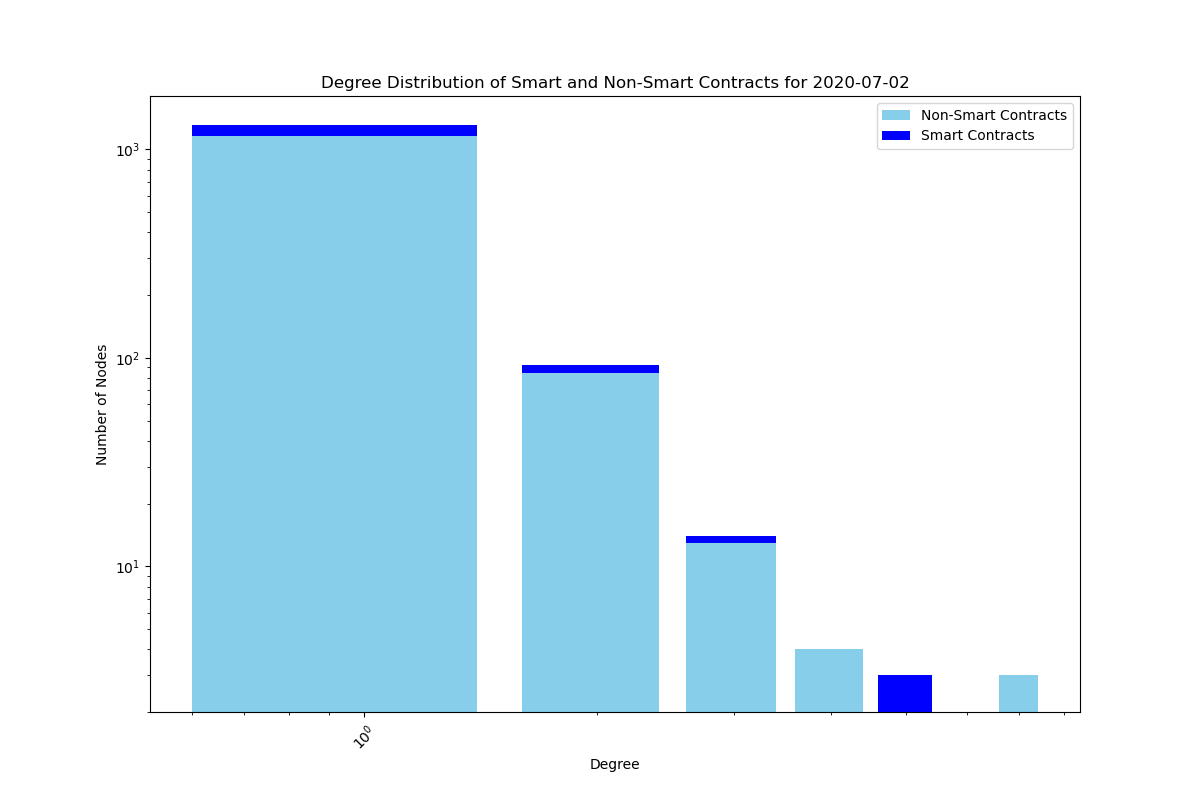 Degree Distribution of Smart and Non-Smart Contracts for 2020-07-02
Non-Smart Contracts
Smart Contracts
10³
10²
10¹
Number of Nodes
10⁰
Degree